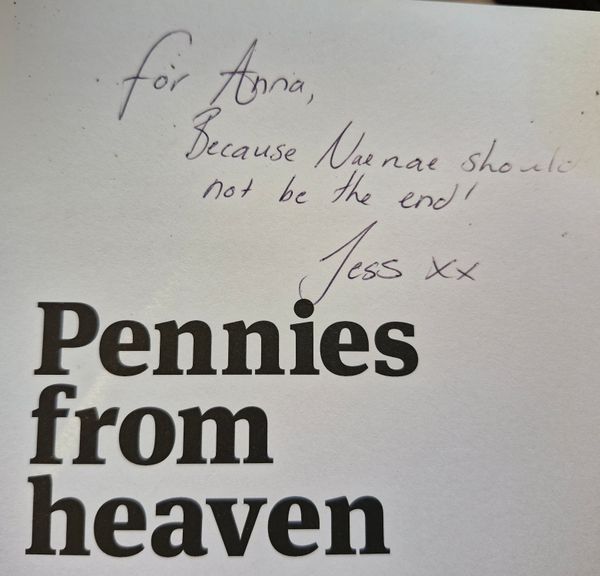 for Anna,
Because Naenae should
not be the end!
Jess xx
Pennies
from
heaven